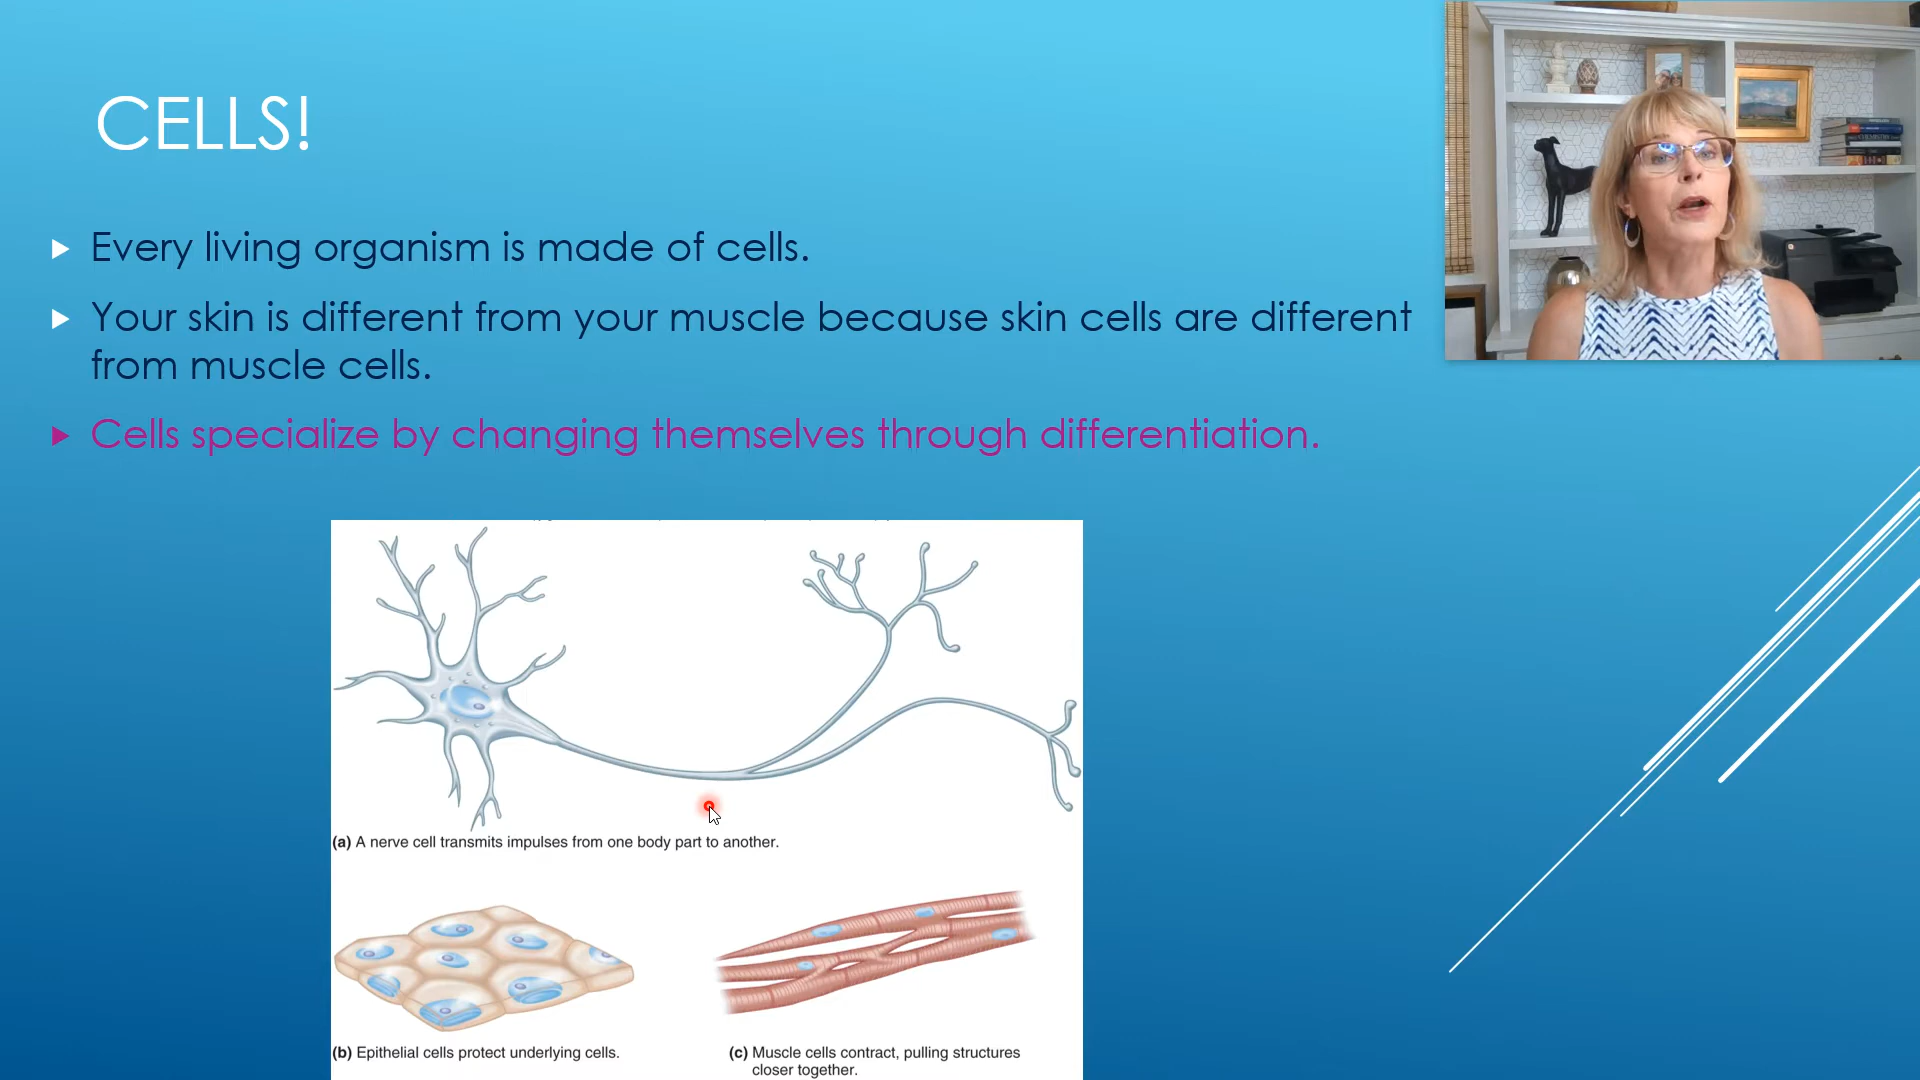 CELLS!
Every living organism is made of cells.
Your skin is different from your muscle because skin cells are different
from muscle cells.
Cells specialize by changing themselves through differentiation.
(a) A nerve cell transmits impulses from one body part to another.
(b) Epithelial cells protect underlying cells.
(c) Muscle cells contract, pulling structures
closer together.